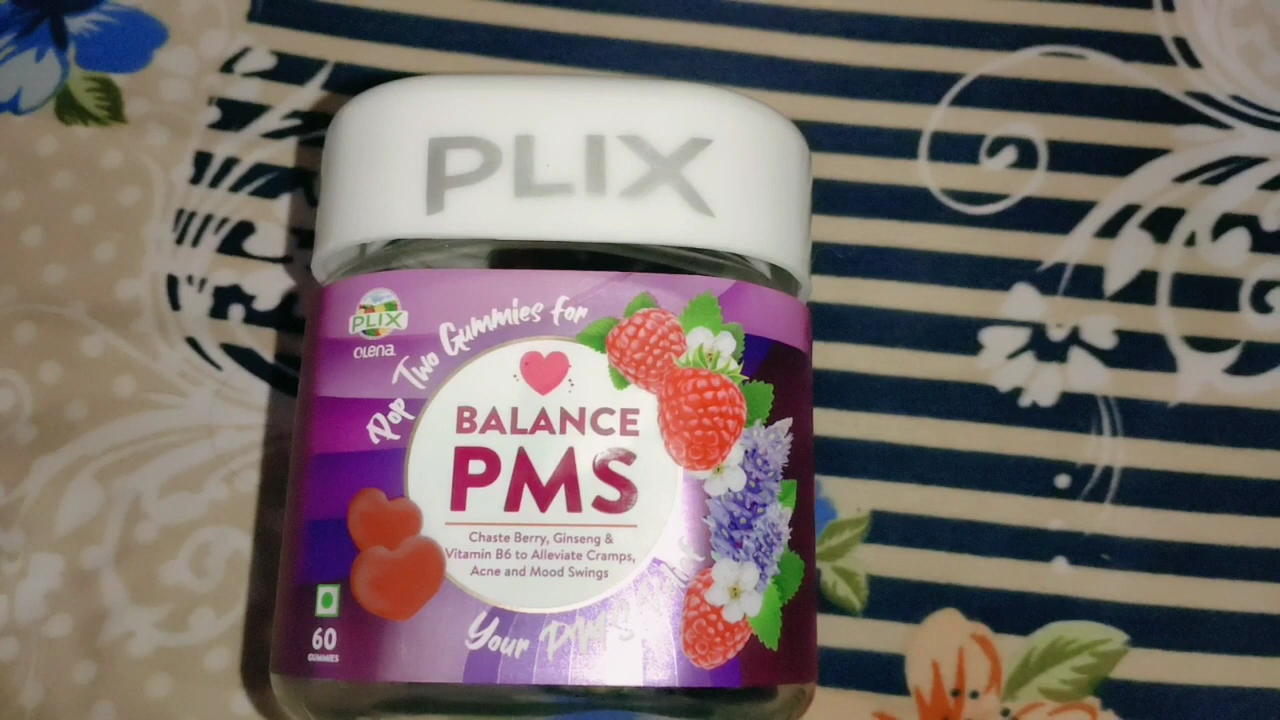 PLIX
PLIX
OLena.
Pop Two Gummies for
BALANCE
PMS
Chaste Berry, Ginseng &
Vitamin B6 to Alleviate Cramps,
Acne and Mood Swings
Your PMS
60
GUMMIES